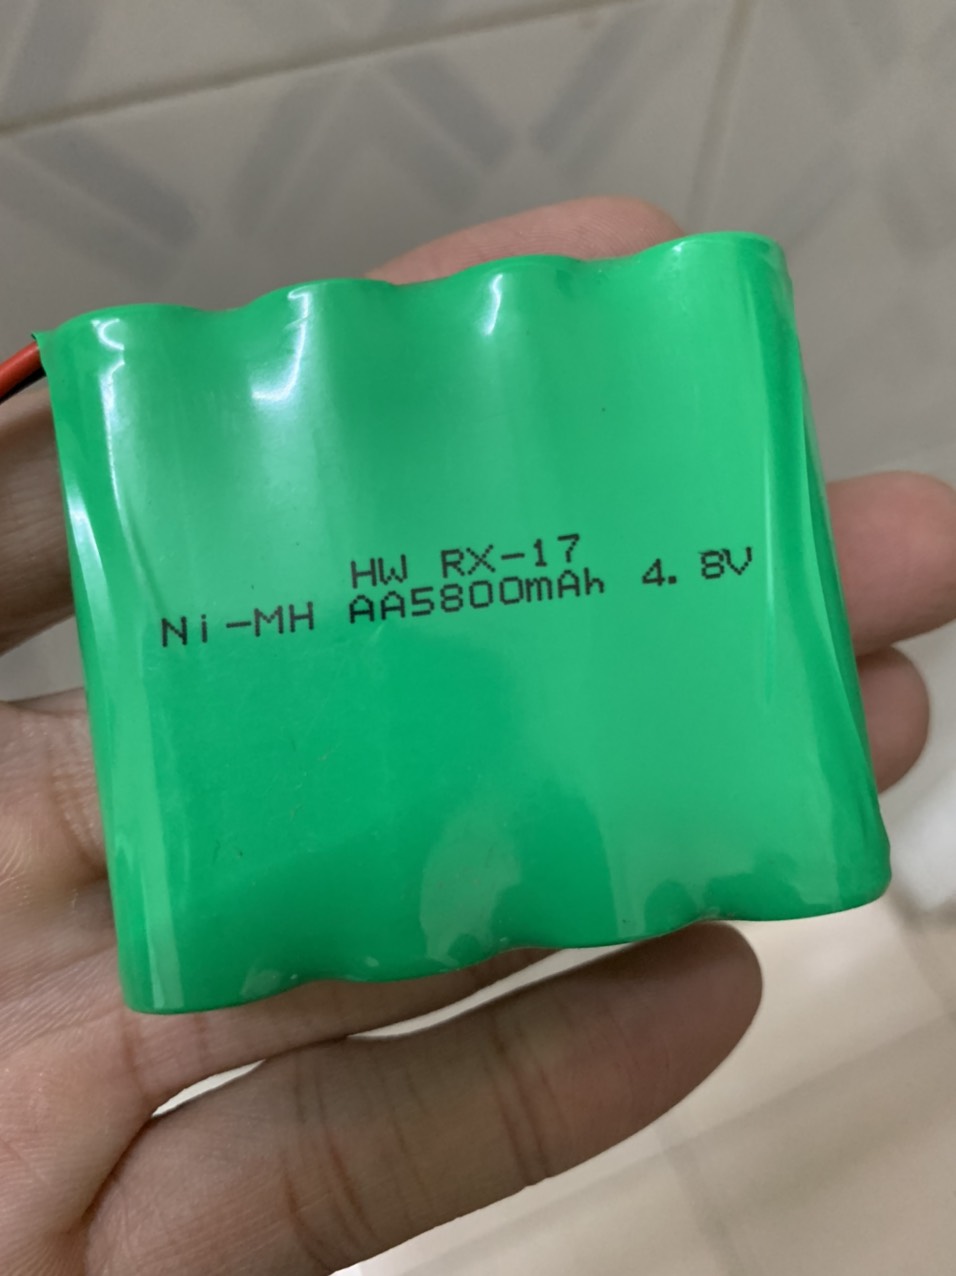 HW RX-17
Ni-MH AA5800mAh 4.8V